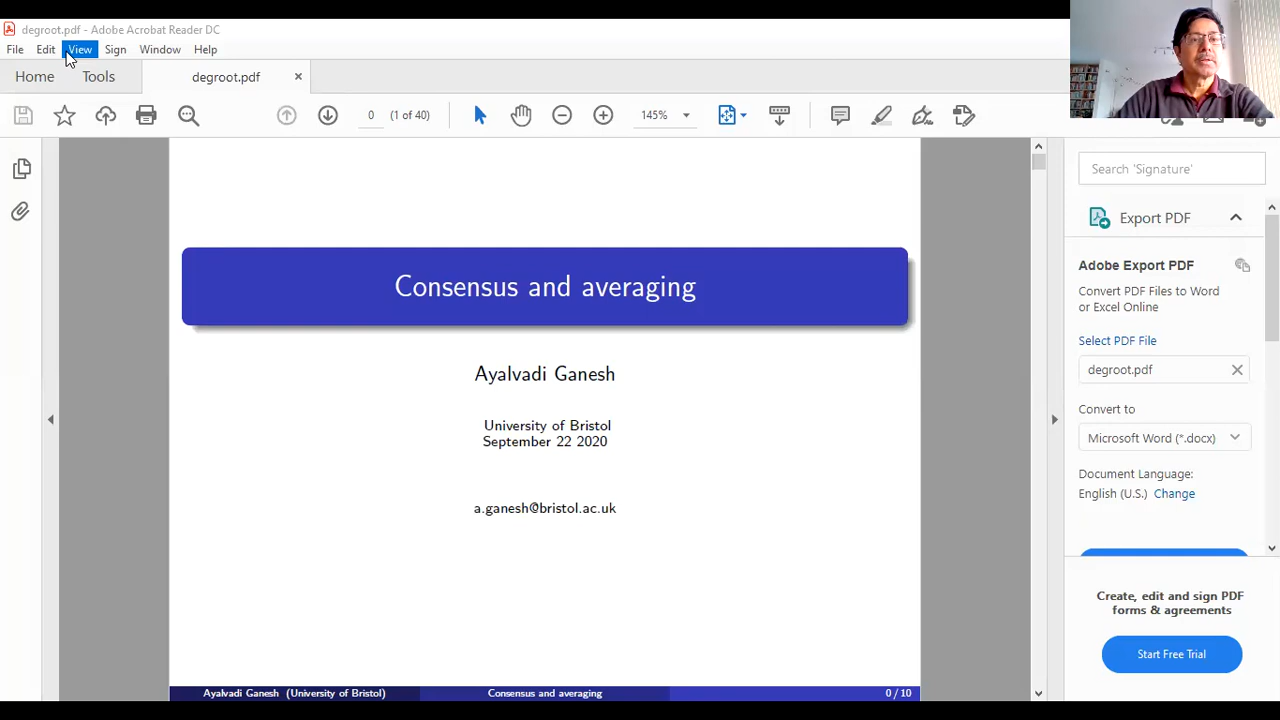 degroot.pdf - Adobe Acrobat Reader DC
File Edit View Sign Window Help
Home Tools degroot.pdf
0 (1 of 40) 145%
Search 'Signature'
Export PDF
Adobe Export PDF
Convert PDF Files to Word
or Excel Online
Select PDF File
degroot.pdf
Convert to
Microsoft Word (*.docx)
Document Language:
English (U.S.) Change
Create, edit and sign PDF
forms & agreements
Start Free Trial
Consensus and averaging
Ayalvadi Ganesh
University of Bristol
September 22 2020
a.ganesh@bristol.ac.uk
Ayalvadi Ganesh (University of Bristol) Consensus and averaging 0 / 10